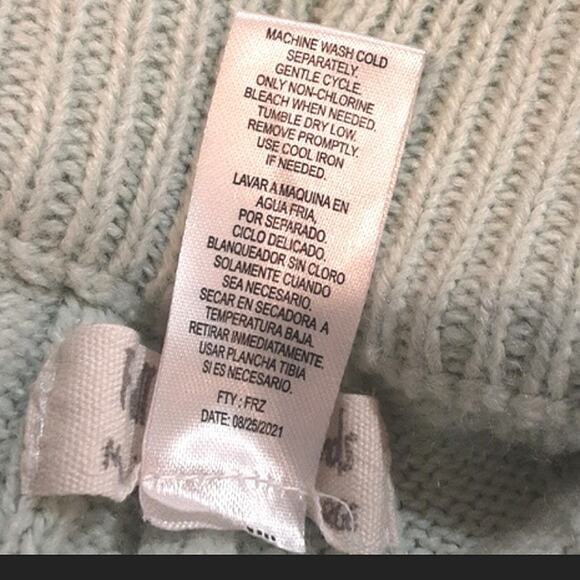 MACHINE WASH COLD
SEPARATELY.
GENTLE CYCLE.
ONLY NON-CHLORINE
BLEACH WHEN NEEDED.
TUMBLE DRY LOW.
REMOVE PROMPTLY.
USE COOL IRON
IF NEEDED.
LAVAR A MAQUINA EN
AGUA FRIA,
POR SEPARADO.
CICLO DELICADO.
BLANQUEADOR SIN CLORO
SOLAMENTE CUANDO
SEA NECESARIO.
SECAR EN SECADORA A
TEMPERATURA BAJA.
RETIRAR INMEDIATAMENTE.
USAR PLANCHA TIBIA
SI ES NECESARIO.
FTY : FRZ
DATE: 08/25/2021